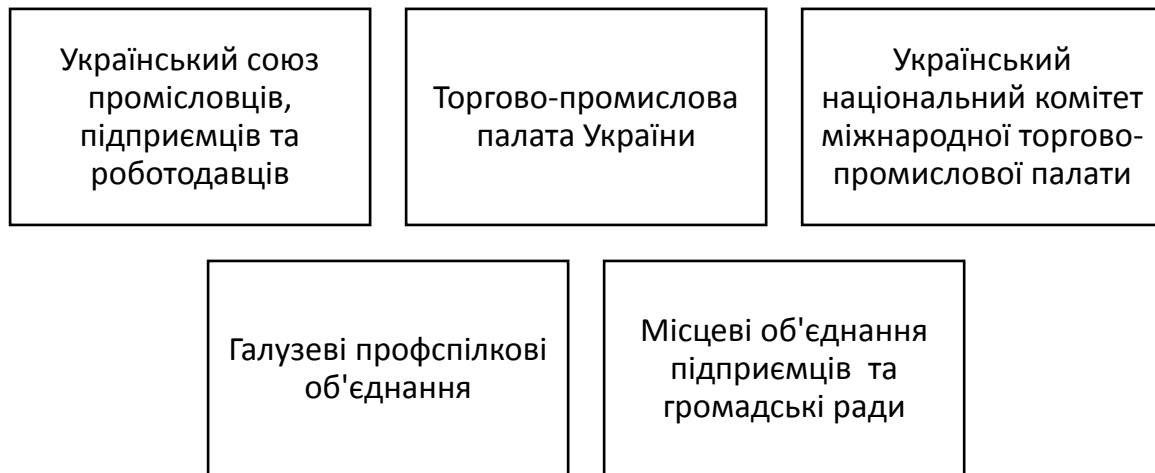 Український союз
промісловців,
підприємців та
роботодавців
Торгово-промислова
палата України
Український
національний комітет
міжнародної торгово-
промислової палати
Галузеві профспілкові
об'єднання
Місцеві об'єднання
підприємців та
громадські ради